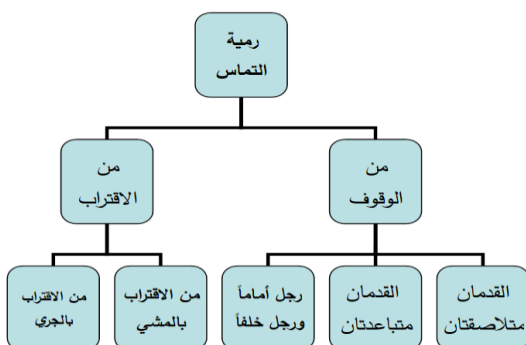 رمية
التماس
من
الوقوف
من
الاقتراب
القدمان
متلاصقتان
القدمان
متباعدتان
رجل أماماً
ورجل خلفاً
من الاقتراب
بالمشي
من الاقتراب
بالجري